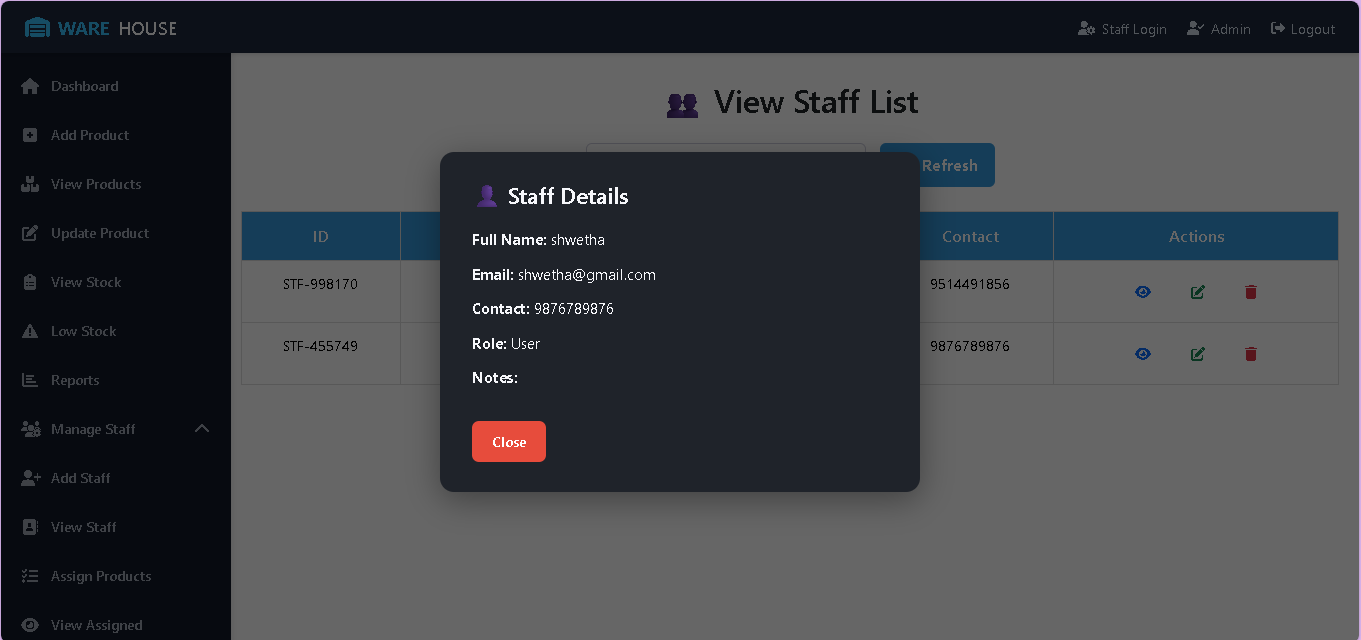 WARE HOUSE
Staff Login
Admin
Logout
Dashboard
Add Product
View Products
Update Product
View Stock
Low Stock
Reports
Manage Staff
Add Staff
View Staff
Assign Products
View Assigned
View Staff List
Refresh
ID
Contact
Actions
STF-998170
9514491856
STF-455749
9876789876
Staff Details
Full Name: shwetha
Email: shwetha@gmail.com
Contact: 9876789876
Role: User
Notes:
Close